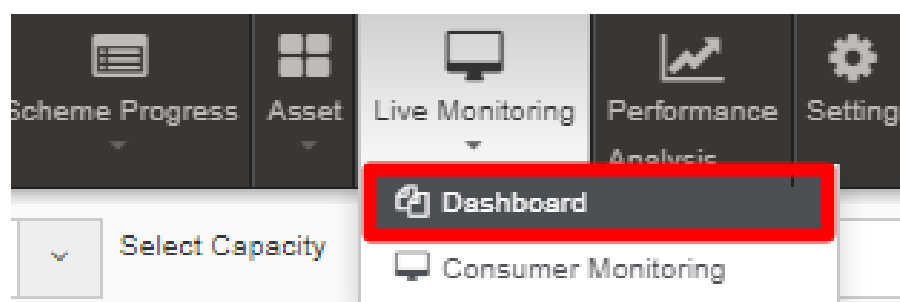 Scheme Progress
Asset
Live Monitoring
Performance
Analysis
Setting
Dashboard
Select Capacity
Consumer Monitoring